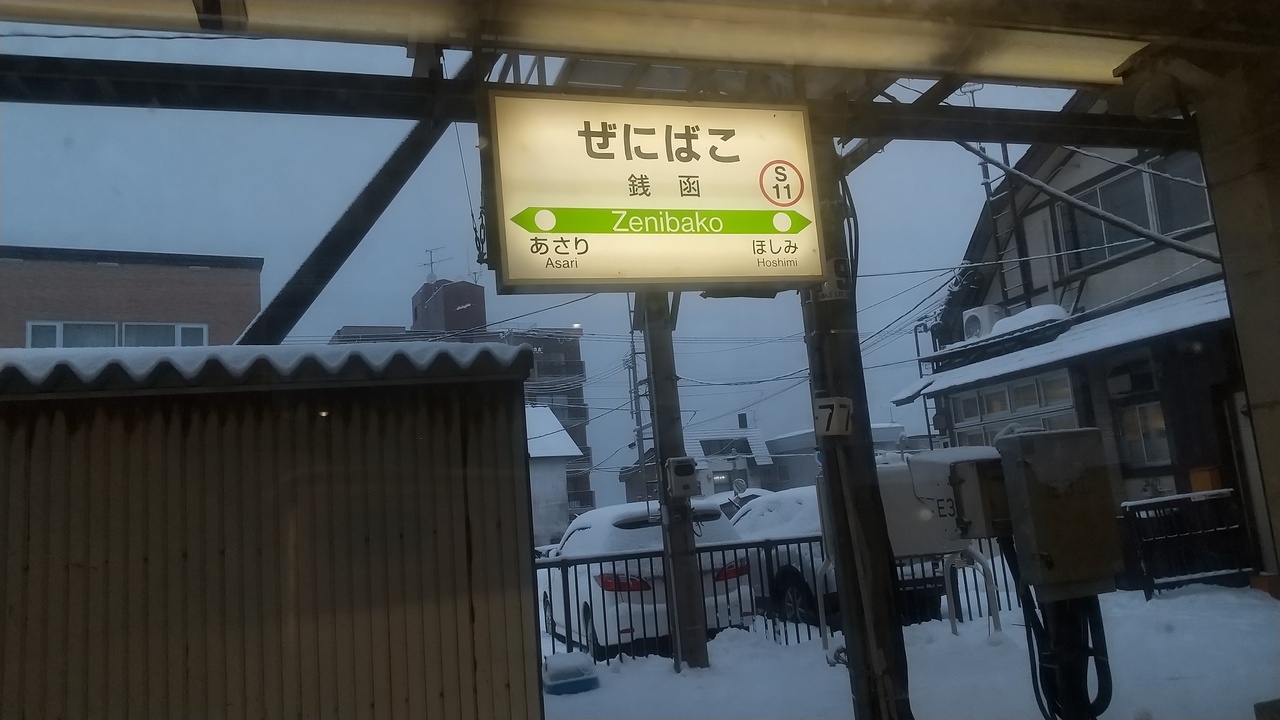 ぜにばこ
銭函
S
11
Zenibako
あさり
Asari
ほしみ
Hoshimi
77
E3